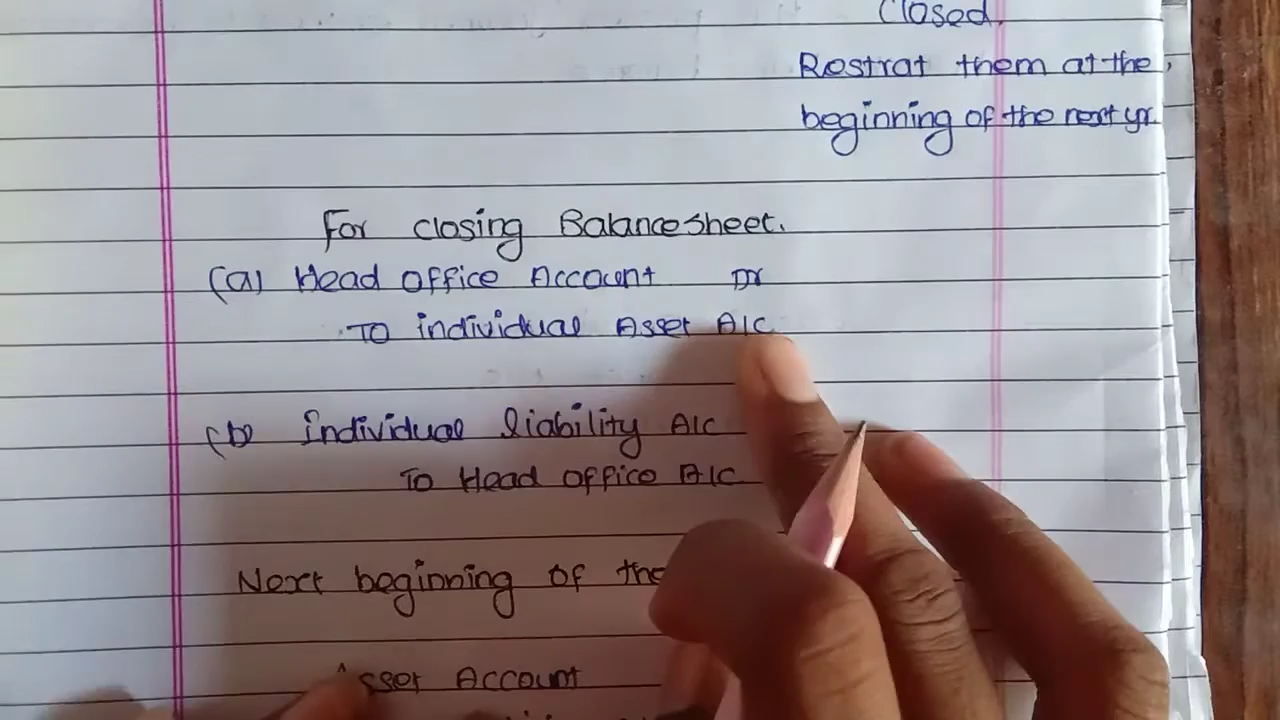 Closed.
Restrat them at the
beginning of the next yr.
For closing Balancesheet.
(a) Head office Account Dr
To individual Asset A/C
(b) Individual liability A/C
To Head office A/C
Next beginning of the
Asset Account